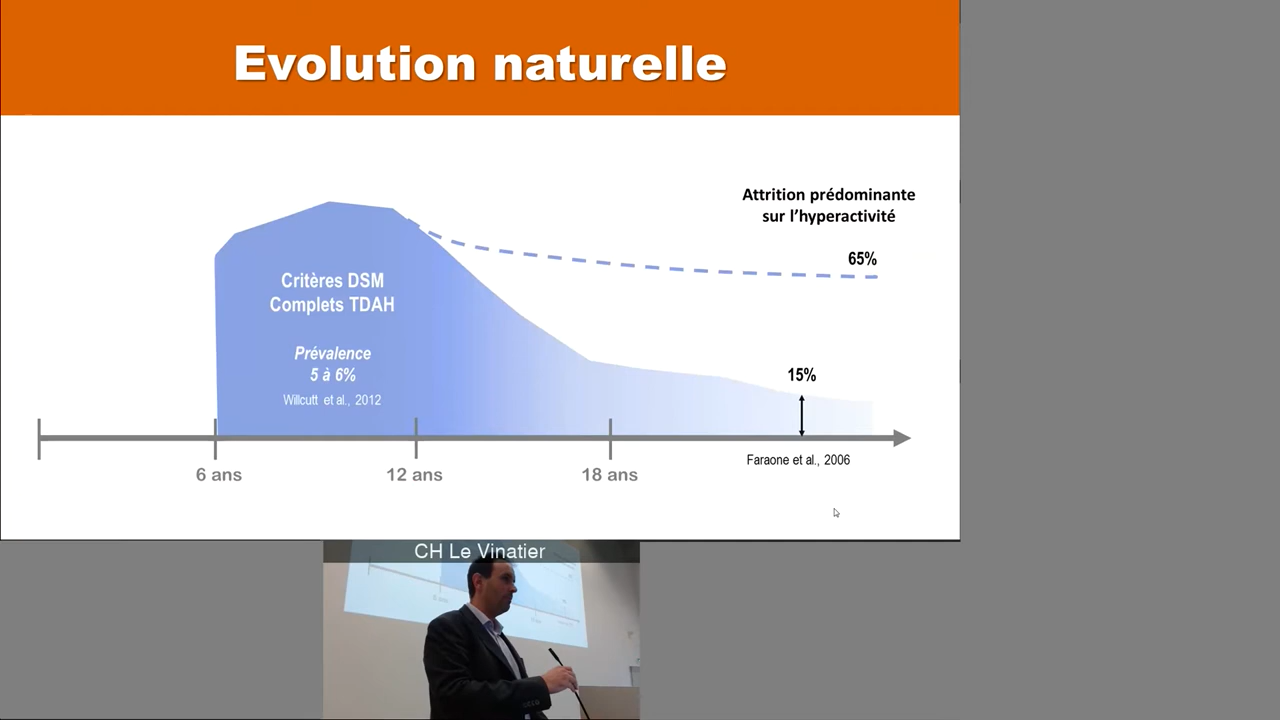 Evolution naturelle
Attrition prédominante
sur l'hyperactivité
65%
Critères DSM
Complets TDAH
Prévalence
5 à 6%
Willcutt et al., 2012
15%
6 ans
12 ans
18 ans
Faraone et al., 2006
CH Le Vinatier